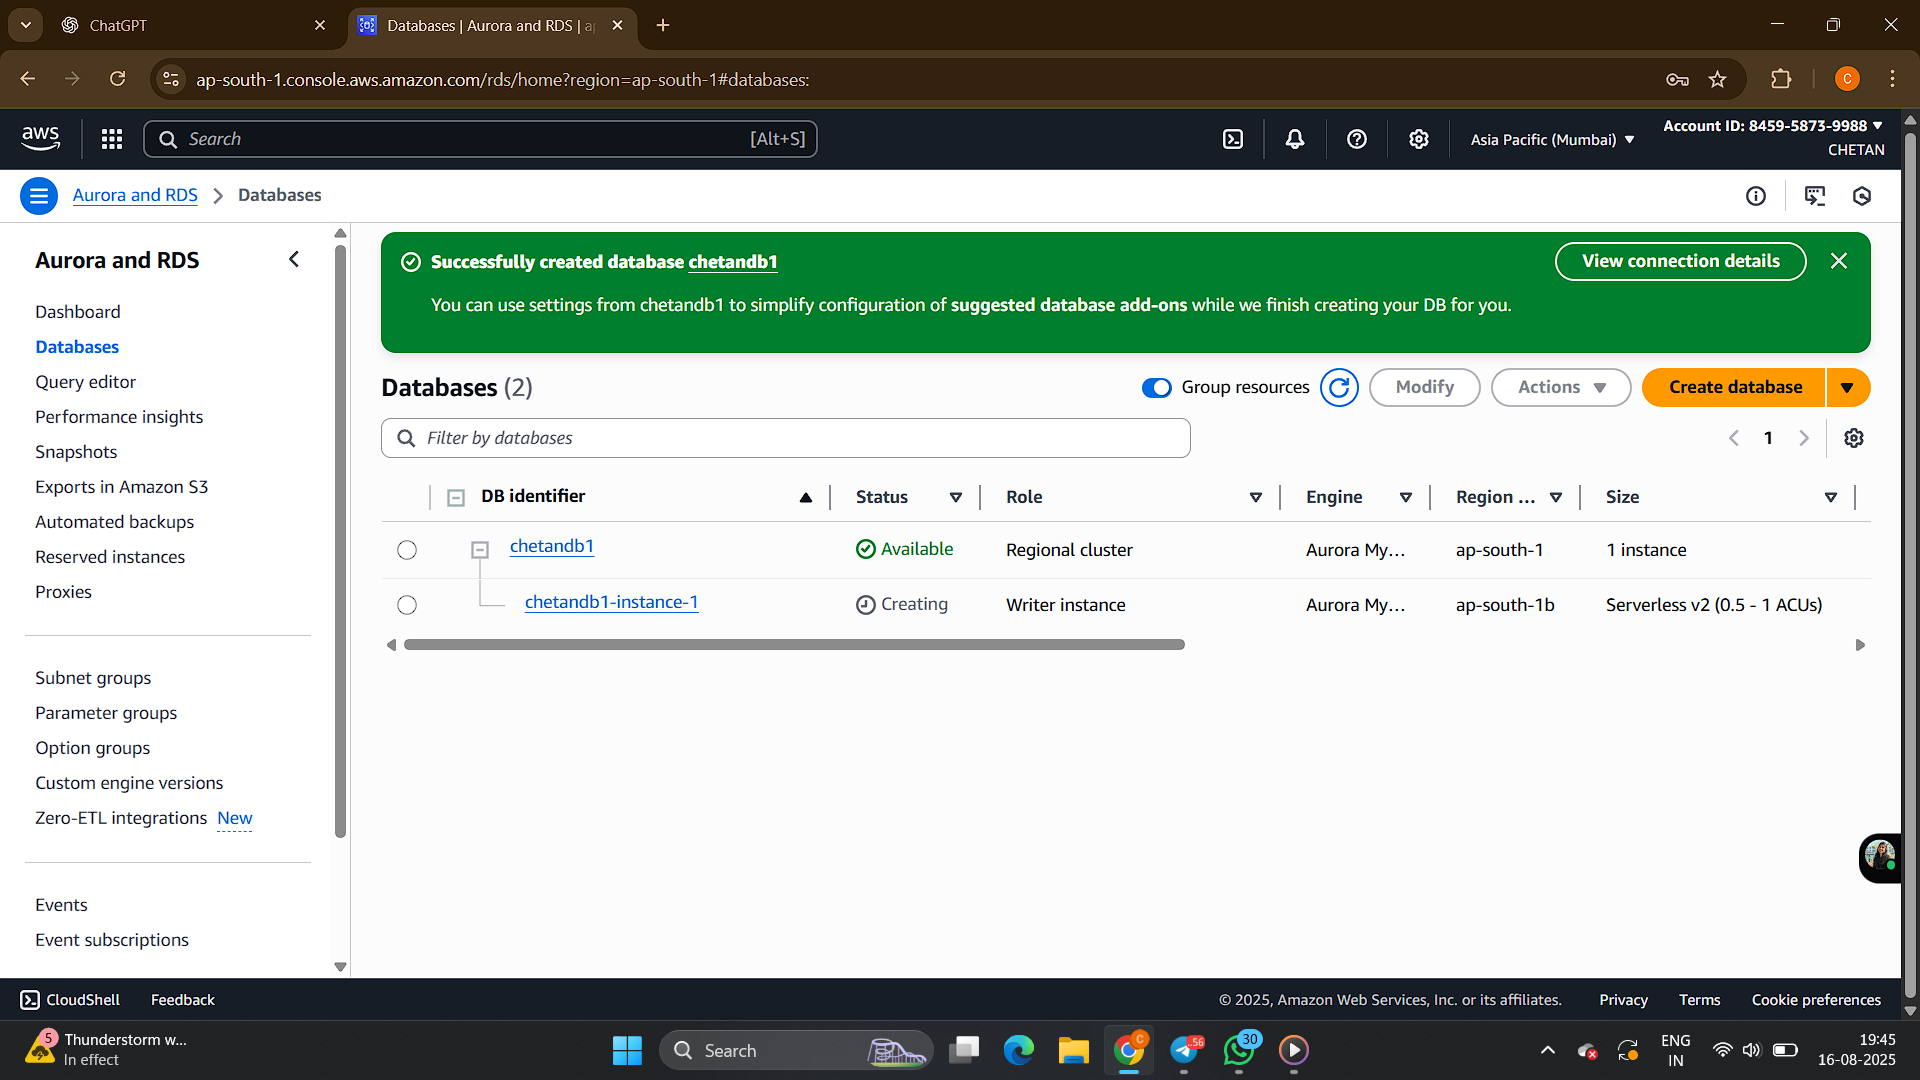 ChatGPT
Databases | Aurora and RDS | ap
ap-south-1.console.aws.amazon.com/rds/home?region=ap-south-1#databases:
C
aws
Search
[Alt+S]
Asia Pacific (Mumbai)
Account ID: 8459-5873-9988
CHETAN
Aurora and RDS
Databases
Aurora and RDS
Dashboard
Databases
Query editor
Performance insights
Snapshots
Exports in Amazon S3
Automated backups
Reserved instances
Proxies
Subnet groups
Parameter groups
Option groups
Custom engine versions
Zero-ETL integrations New
Events
Event subscriptions
Successfully created database chetandb1
View connection details
You can use settings from chetandb1 to simplify configuration of suggested database add-ons while we finish creating your DB for you.
Databases (2)
Group resources
Modify
Actions
Create database
Filter by databases
1
DB identifier Status Role Engine Region ... Size
chetandb1 Available Regional cluster Aurora My... ap-south-1 1 instance
chetandb1-instance-1 Creating Writer instance Aurora My... ap-south-1b Serverless v2 (0.5 - 1 ACUs)
CloudShell
Feedback
© 2025, Amazon Web Services, Inc. or its affiliates.
Privacy
Terms
Cookie preferences
5
Thunderstorm w...
In effect
Search
C
56
30
ENG
IN
19:45
16-08-2025